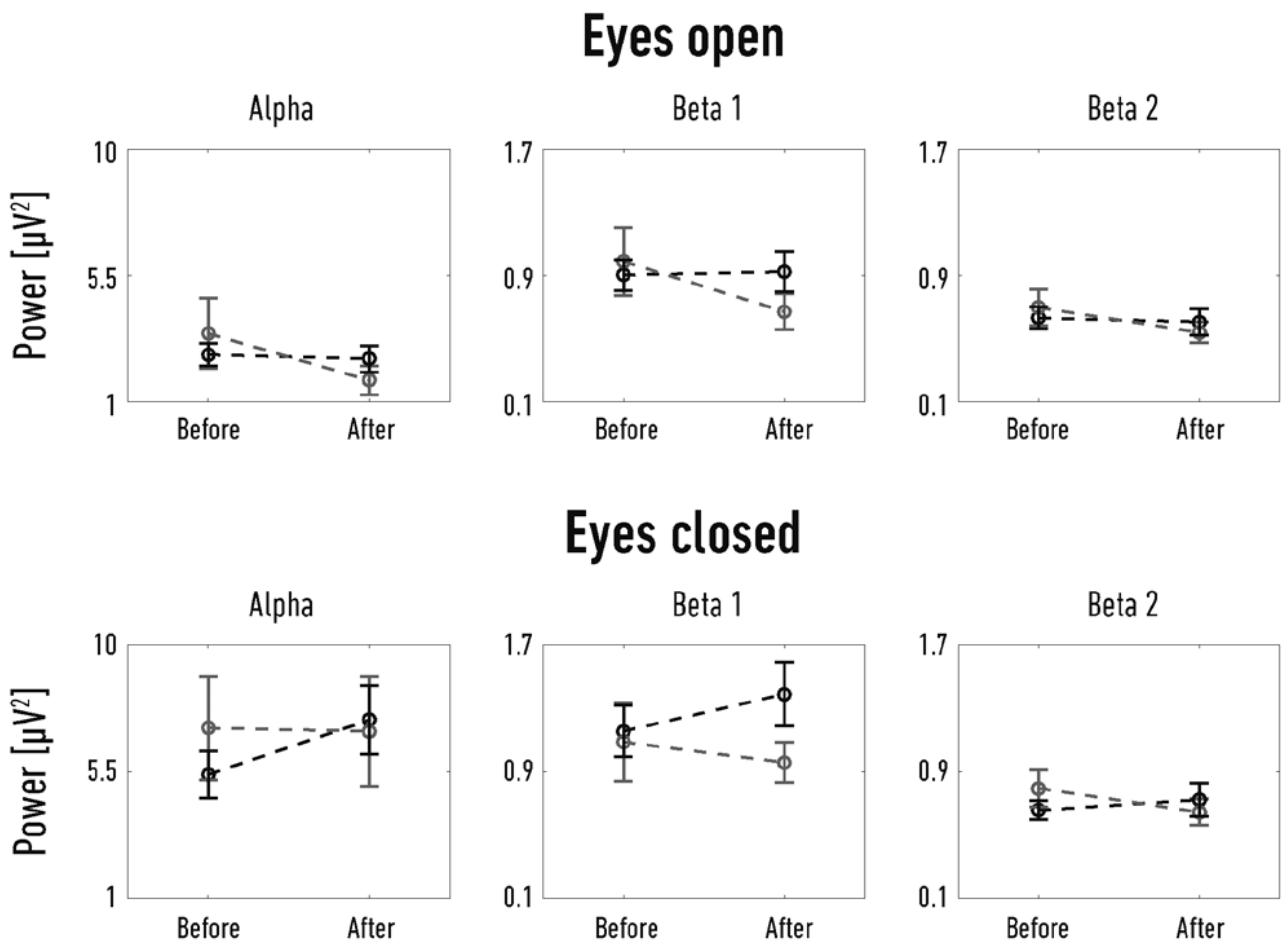 Eyes open
Alpha Beta 1 Beta 2
Power [µV²]
10 1.7 1.7
5.5 0.9 0.9
1 0.1 0.1
Before After Before After Before After
Eyes closed
Alpha Beta 1 Beta 2
Power [µV²]
10 1.7 1.7
5.5 0.9 0.9
1 0.1 0.1
Before After Before After Before After